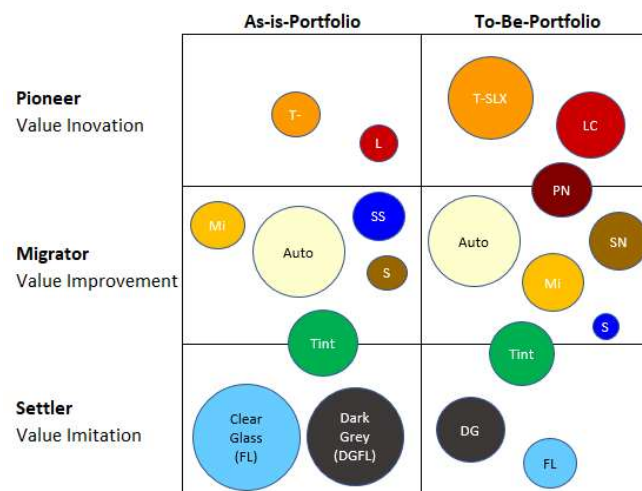 As-is-Portfolio
To-Be-Portfolio
Pioneer
Value Inovation
T-
L
T-SLX
LC
PN
Migrator
Value Improvement
Mi
Auto
SS
S
Auto
SN
Mi
S
Tint
Tint
Settler
Value Imitation
Clear
Glass
(FL)
Dark
Grey
(DGFL)
DG
FL